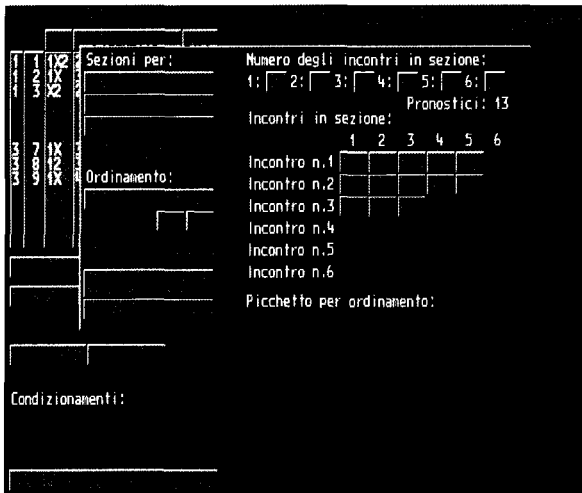 Sezioni per:
Numero degli incontri in sezione:
1: 2: 3: 4: 5: 6:
Pronostici: 13
Incontri in sezione:
1 2 3 4 5 6
Incontro n.1
Incontro n.2
Incontro n.3
Incontro n.4
Incontro n.5
Incontro n.6
Picchetto per ordinamento:
1 1 1X2
1 2 1X
1 3 X2
3 7 1X
3 8 12
3 9 1X
Ordinamento:
Condizionamenti: